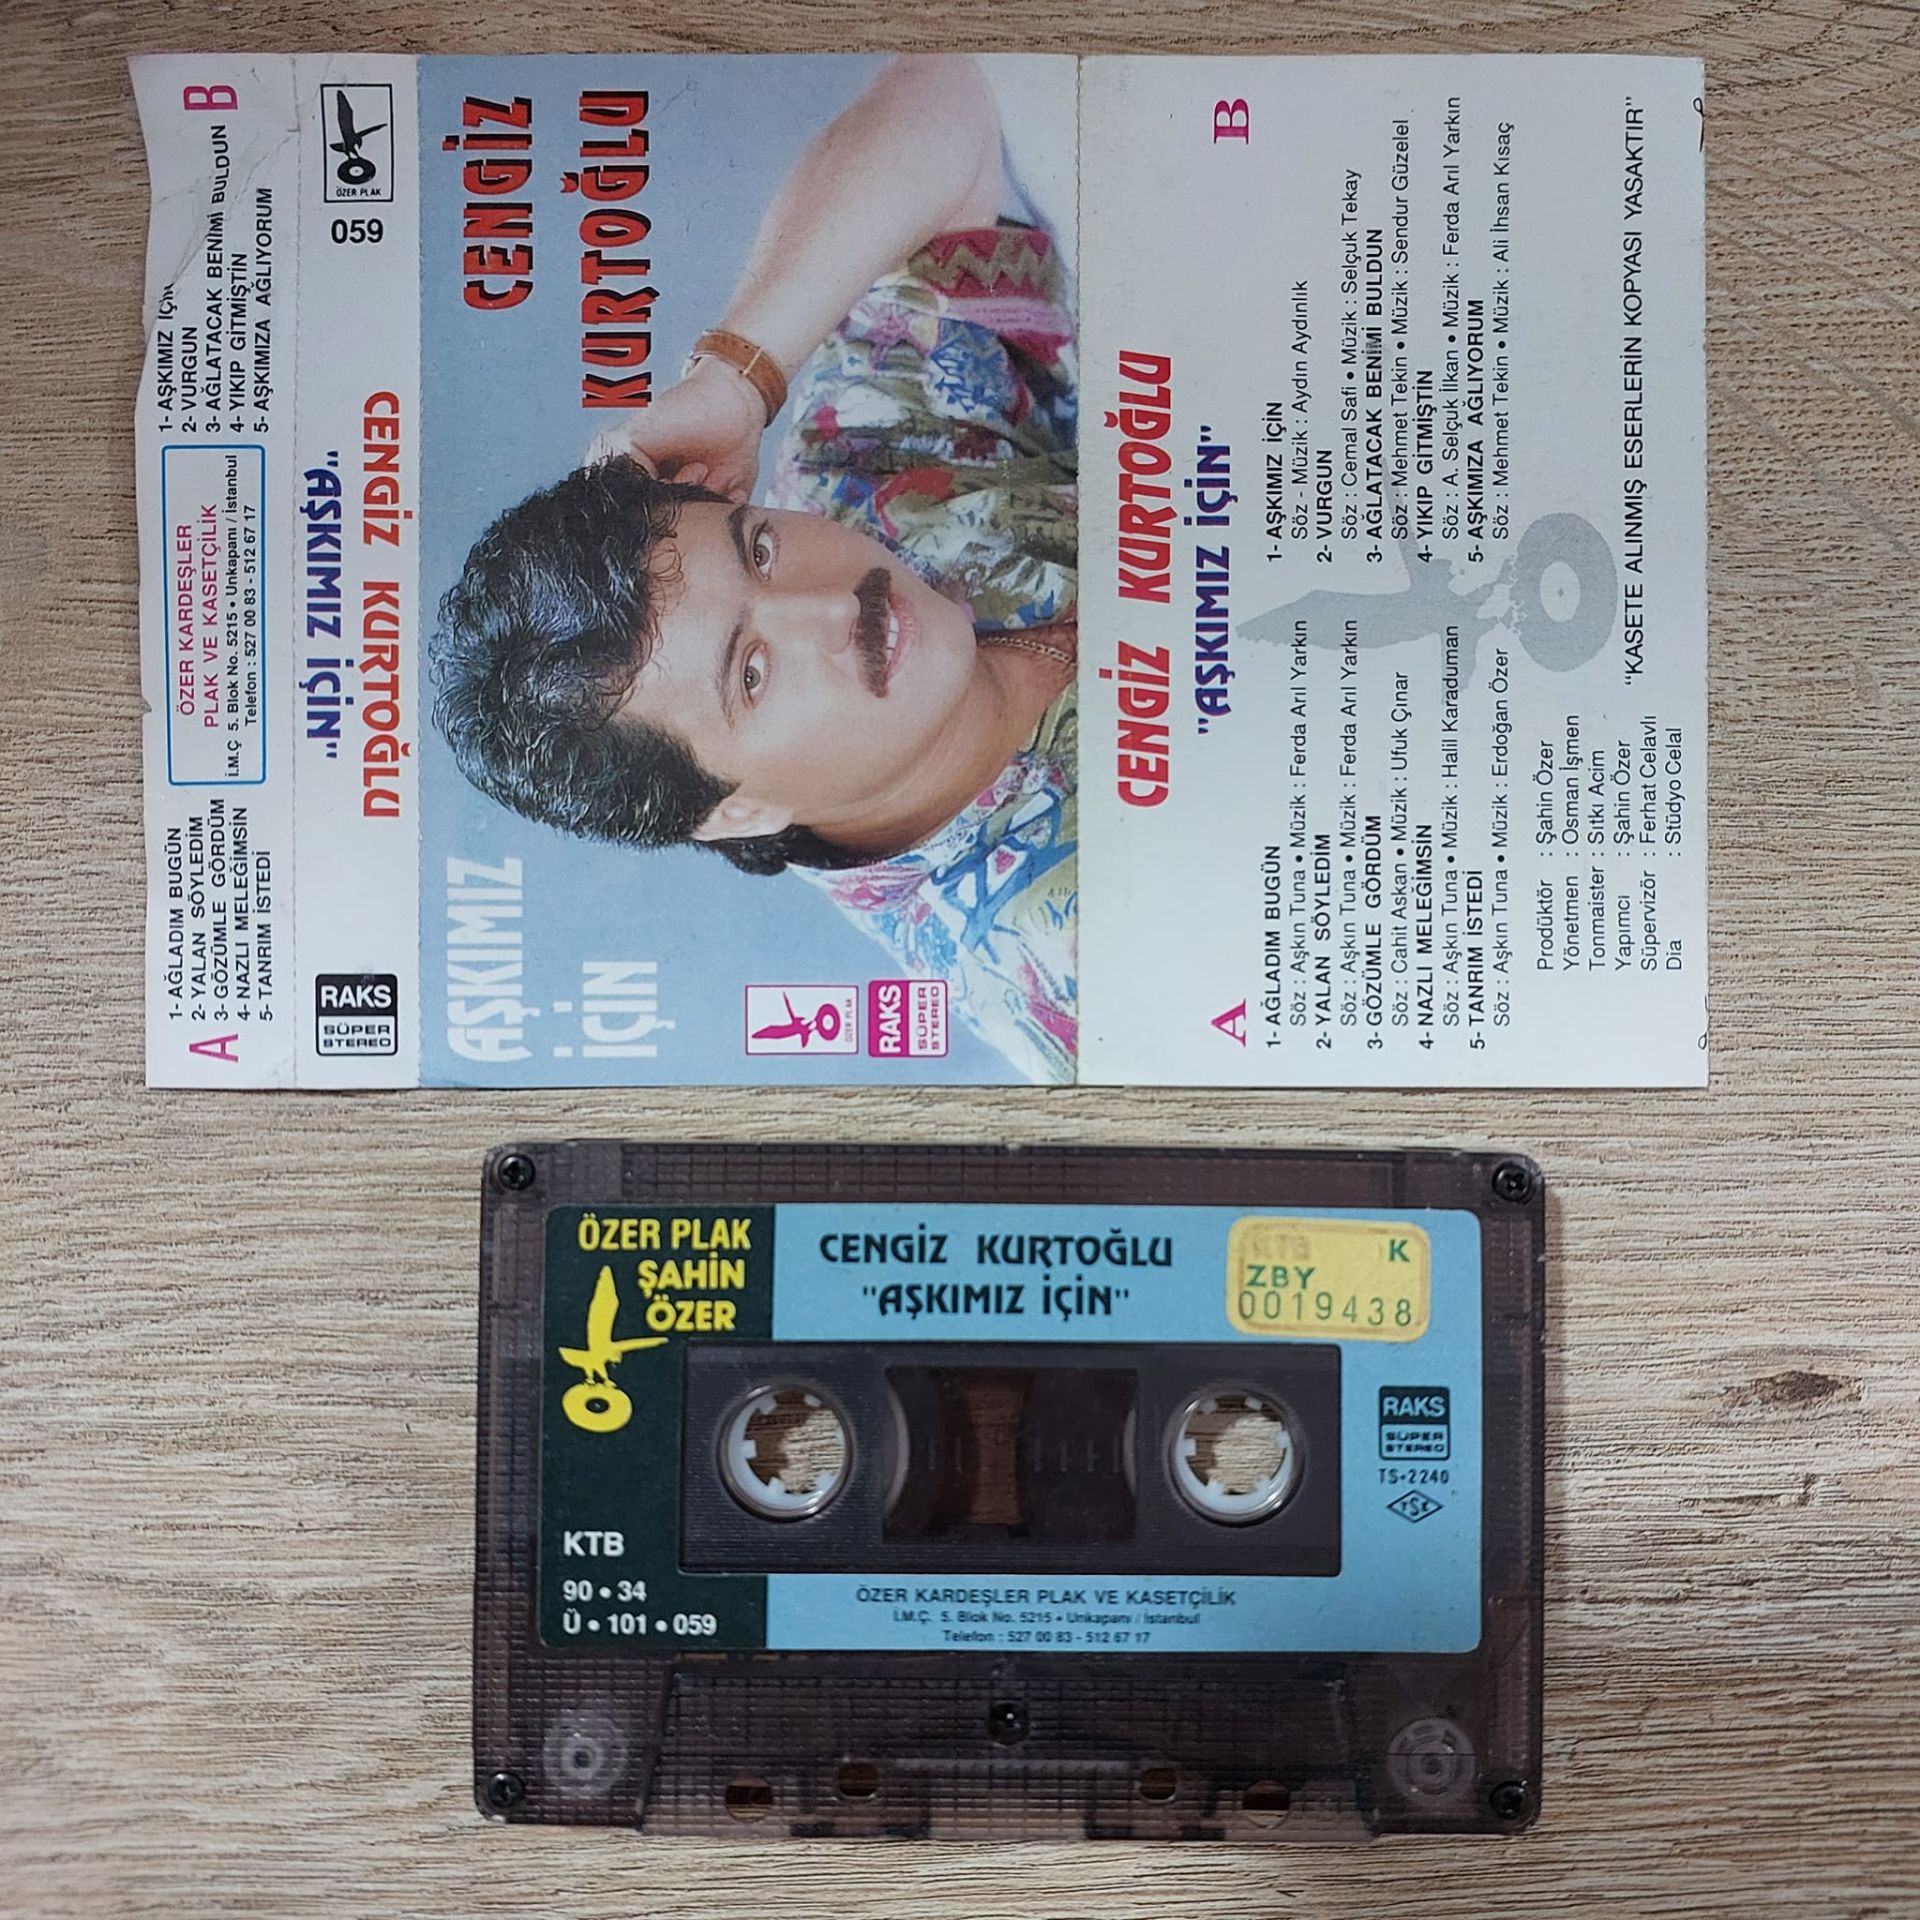 A
1- AĞLADIM BUGÜN
2- YALAN SÖYLEDİM
3- GÖZÜMLE GÖRDÜM
4- NAZLI MELEĞİMSİN
5- TANRIM İSTEDİ
ÖZER KARDEŞLER
PLAK VE KASETÇİLİK
İ.M.Ç 5. Blok No. 5215 • Unkapanı / İstanbul
Telefon : 527 00 83 - 512 67 17
B
1- AŞKIMIZ İÇİN
2- VURGUN
3- AĞLATACAK BENİMİ BULDUN
4- YIKIP GİTMİŞTİN
5- AŞKIMIZA AĞLIYORUM
RAKS
SÜPER
STEREO
CENGİZ KURTOĞLU
"AŞKIMIZ İÇİN"
059
ÖZER PLAK
CENGİZ
KURTOĞLU
AŞKIMIZ
İÇİN
ÖZER PLAK
RAKS
SÜPER
STEREO
CENGİZ KURTOĞLU
"AŞKIMIZ İÇİN"
A
1- AĞLADIM BUGÜN
Söz : Aşkın Tuna • Müzik : Ferda Arıl Yarkın
2- YALAN SÖYLEDİM
Söz : Aşkın Tuna • Müzik : Ferda Arıl Yarkın
3- GÖZÜMLE GÖRDÜM
Söz : Cahit Aşkan • Müzik : Ufuk Çınar
4- NAZLI MELEĞİMSİN
Söz : Aşkın Tuna • Müzik : Halil Karaduman
5- TANRIM İSTEDİ
Söz : Aşkın Tuna • Müzik : Erdoğan Özer
B
1- AŞKIMIZ İÇİN
Söz - Müzik : Aydın Aydınlık
2- VURGUN
Söz : Cemal Safi • Müzik : Selçuk Tekay
3- AĞLATACAK BENİMİ BULDUN
Söz : Mehmet Tekin • Müzik : Sendur Güzelel
4- YIKIP GİTMİŞTİN
Söz : A. Selçuk İlkan • Müzik : Ferda Arıl Yarkın
5- AŞKIMIZA AĞLIYORUM
Söz : Mehmet Tekin • Müzik : Ali İhsan Kısaç
Prodüktör : Şahin Özer
Yönetmen : Osman İşmen
Tonmaister : Sıtkı Acim
Yapımcı : Şahin Özer
Süpervizör : Ferhat Celavlı
Dia : Stüdyo Celal
"KASETE ALINMIŞ ESERLERİN KOPYASI YASAKTIR"
ÖZER PLAK
ŞAHİN
ÖZER
CENGİZ KURTOĞLU
"AŞKIMIZ İÇİN"
KTB K
ZBY
0019438
RAKS
SÜPER
STEREO
TS•2240
TSE
KTB
90 • 34
Ü • 101 • 059
ÖZER KARDEŞLER PLAK VE KASETÇİLİK
İ.M.Ç. 5. Blok No. 5215 • Unkapanı / İstanbul
Telefon : 527 00 83 - 512 67 17